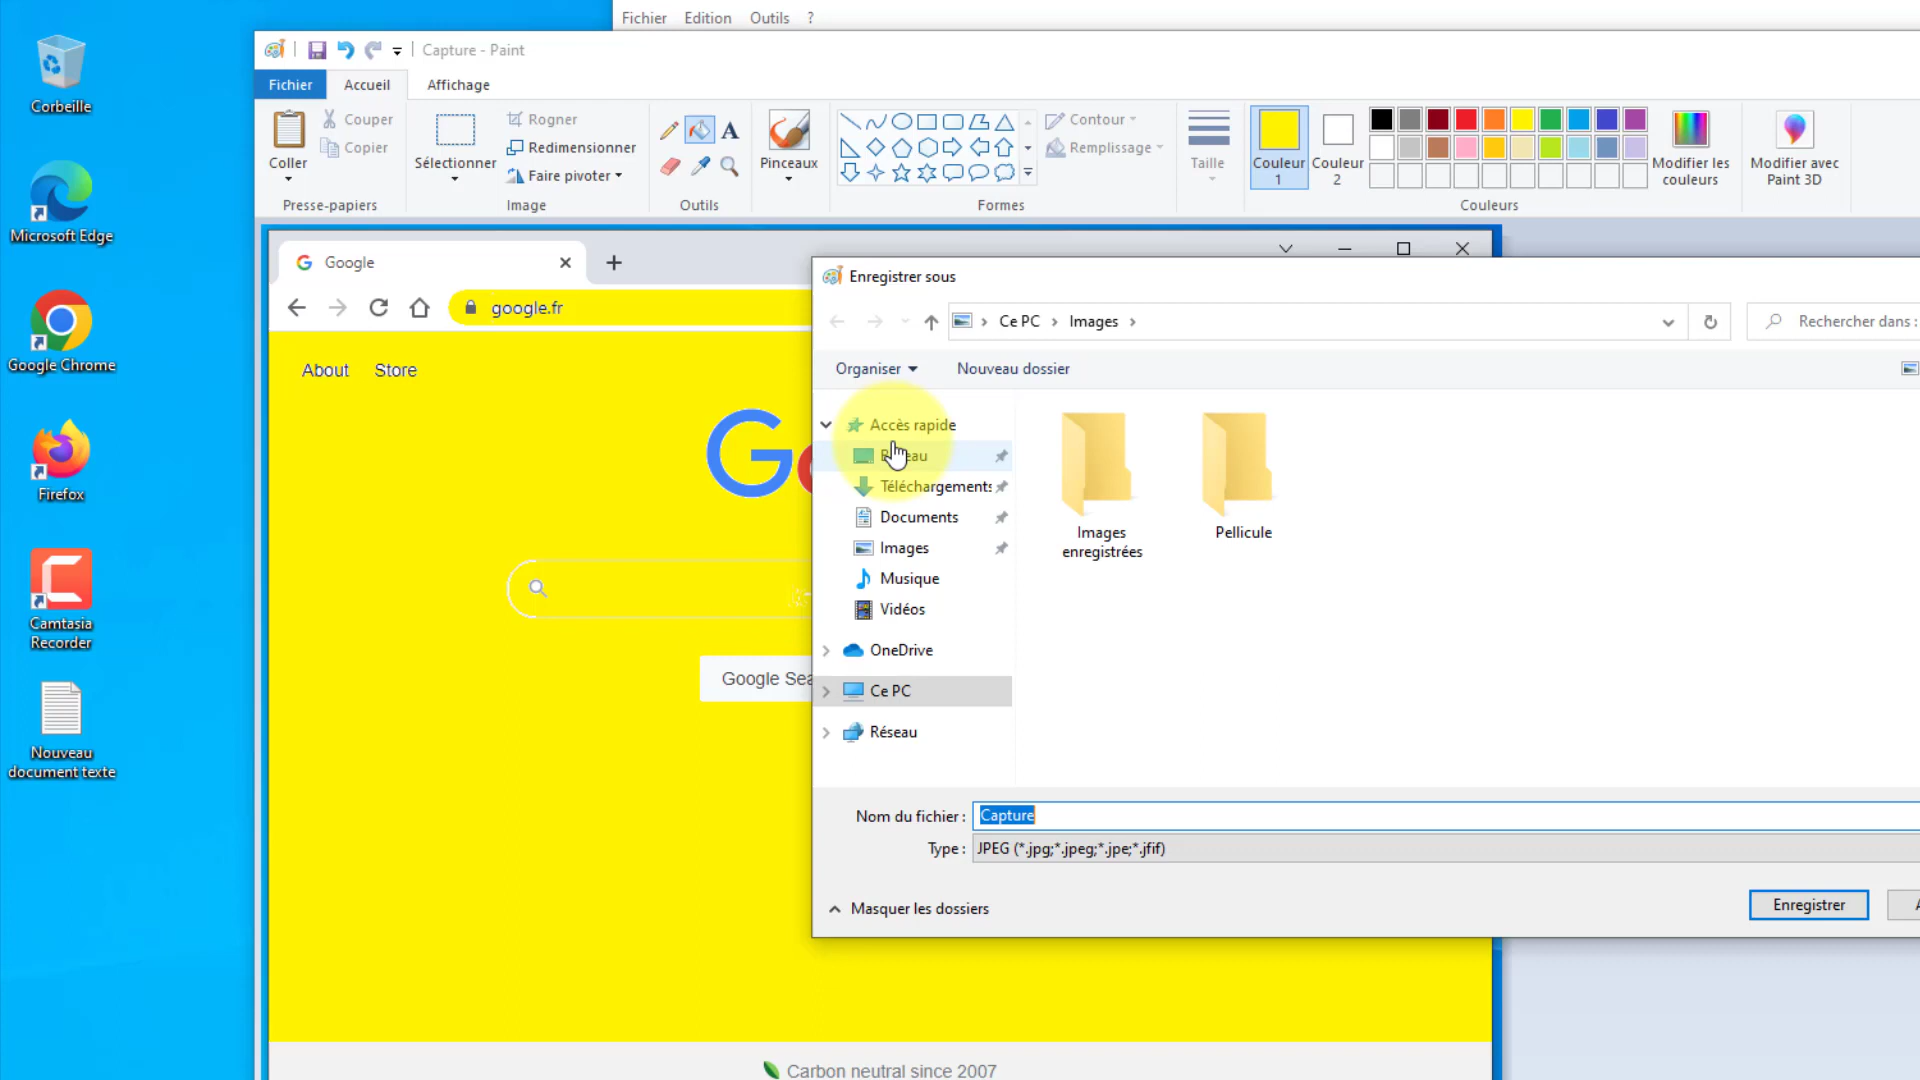 Fichier Edition Outils ?
Capture - Paint
Fichier Accueil Affichage
Coller
Couper
Copier
Presse-papiers
Sélectionner
Rogner
Redimensionner
Faire pivoter
Image
A
Outils
Pinceaux
Contour
Remplissage
Formes
Taille
Couleur
1
Couleur
2
Modifier les
couleurs
Couleurs
Modifier avec
Paint 3D
Corbeille
Microsoft Edge
Google Chrome
Firefox
Camtasia
Recorder
Nouveau
document texte
Google
google.fr
About Store
Google Sea
Carbon neutral since 2007
Enregistrer sous
Ce PC Images
Rechercher dans :
Organiser Nouveau dossier
Accès rapide
Téléchargements
Documents
Images
Musique
Vidéos
OneDrive
Ce PC
Réseau
Images
enregistrées
Pellicule
Nom du fichier : Capture
Type : JPEG (*.jpg;*.jpeg;*.jpe;*.jfif)
Masquer les dossiers
Enregistrer